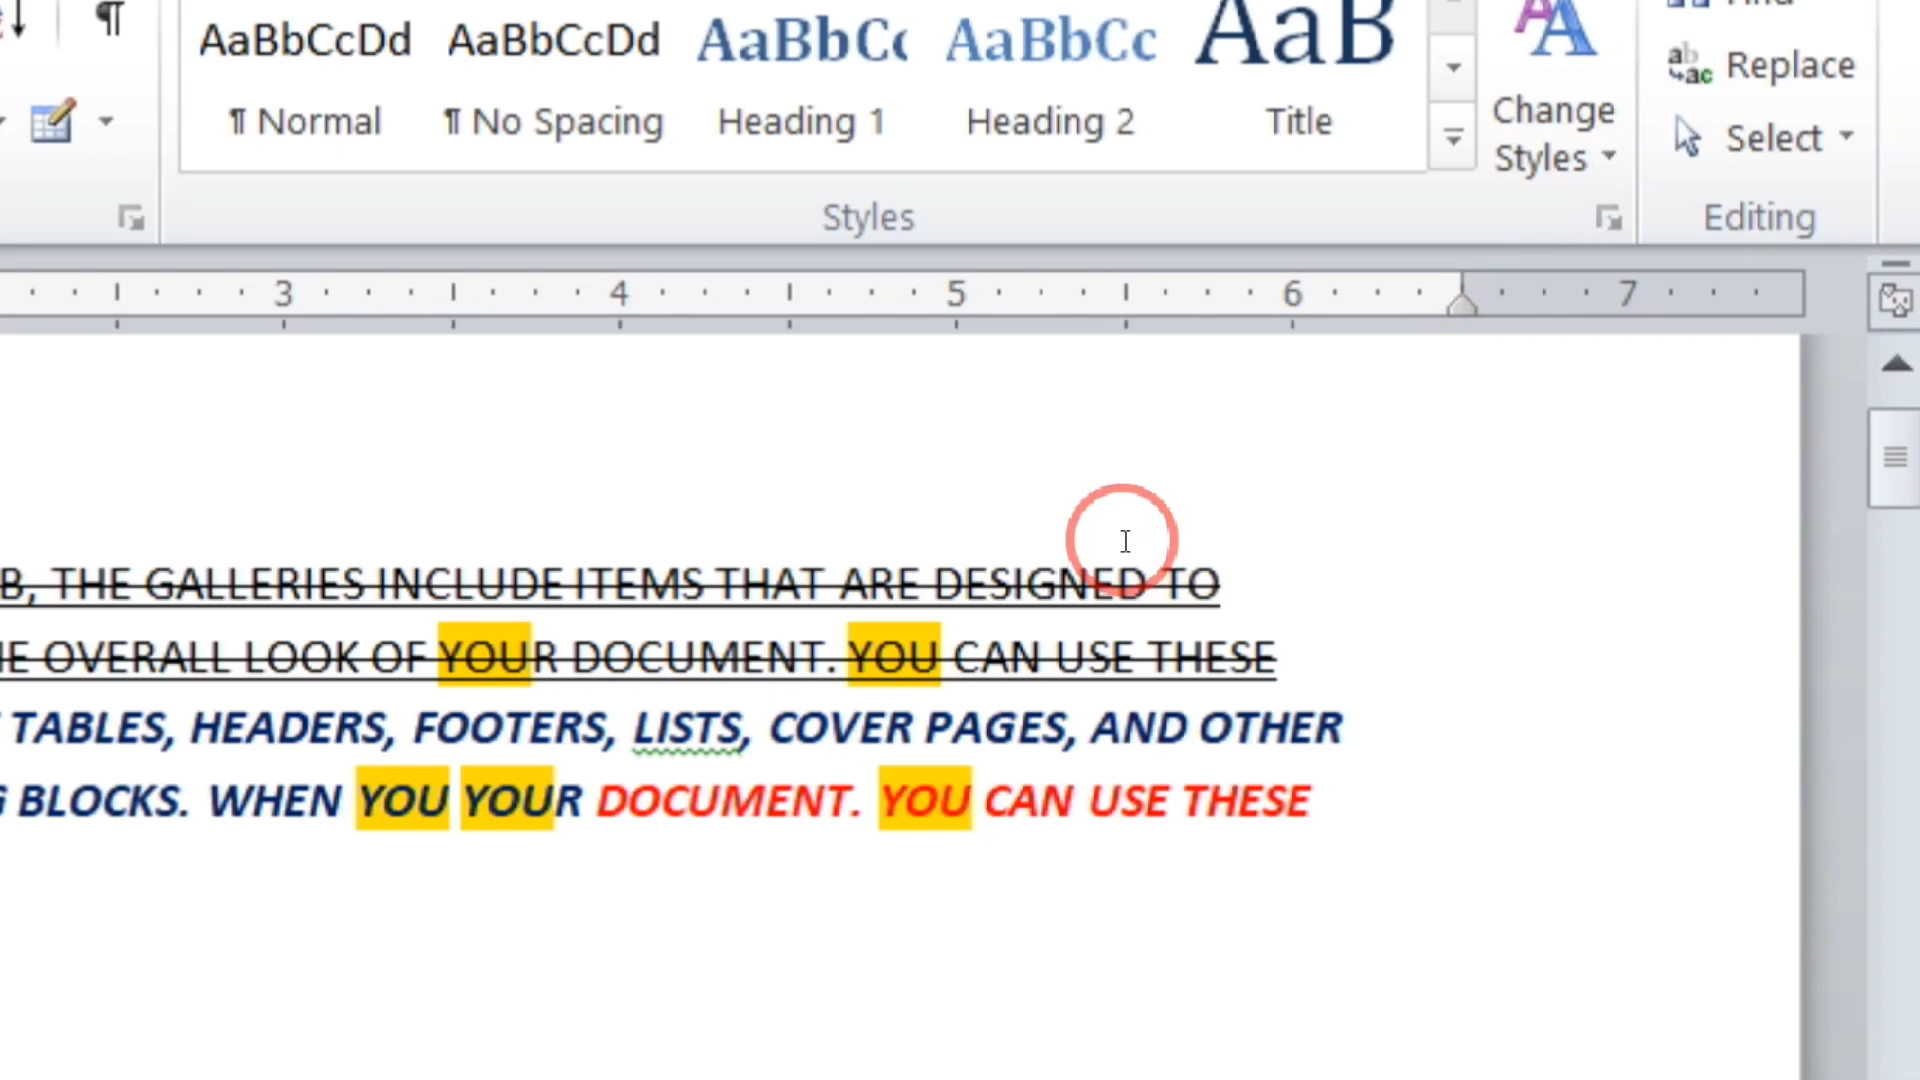 AaBbCcDd AaBbCcDd AaBbCc AaBbCc AaB
¶ Normal ¶ No Spacing Heading 1 Heading 2 Title
Change
Styles
Find
Replace
Select
Styles Editing
3 4 5 6 7
B, THE GALLERIES INCLUDE ITEMS THAT ARE DESIGNED TO
OVERALL LOOK OF YOUR DOCUMENT. YOU CAN USE THESE
TABLES, HEADERS, FOOTERS, LISTS, COVER PAGES, AND OTHER
BLOCKS. WHEN YOU YOUR DOCUMENT. YOU CAN USE THESE